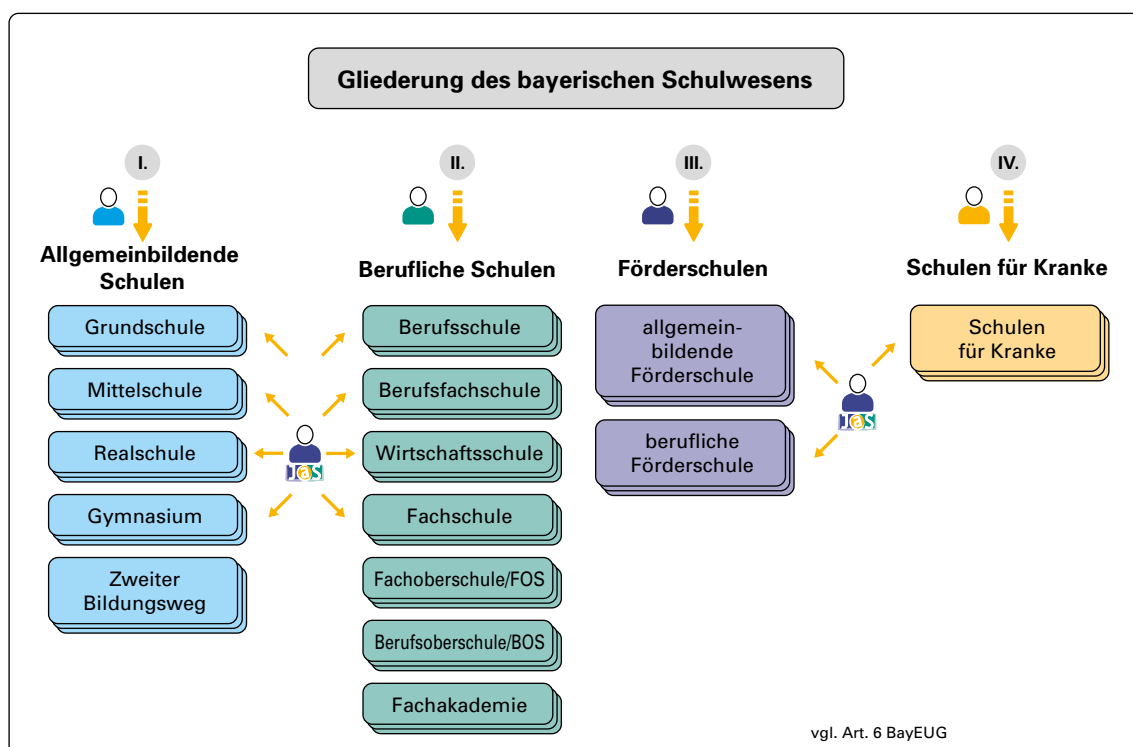 Gliederung des bayerischen Schulwesens
I.
Allgemeinbildende
Schulen
Grundschule
Mittelschule
Realschule
Gymnasium
Zweiter
Bildungsweg
JaS
II.
Berufliche Schulen
Berufsschule
Berufsfachschule
Wirtschaftsschule
Fachschule
Fachoberschule/FOS
Berufsoberschule/BOS
Fachakademie
III.
Förderschulen
allgemein-
bildende
Förderschule
berufliche
Förderschule
JaS
IV.
Schulen für Kranke
Schulen
für Kranke
vgl. Art. 6 BayEUG